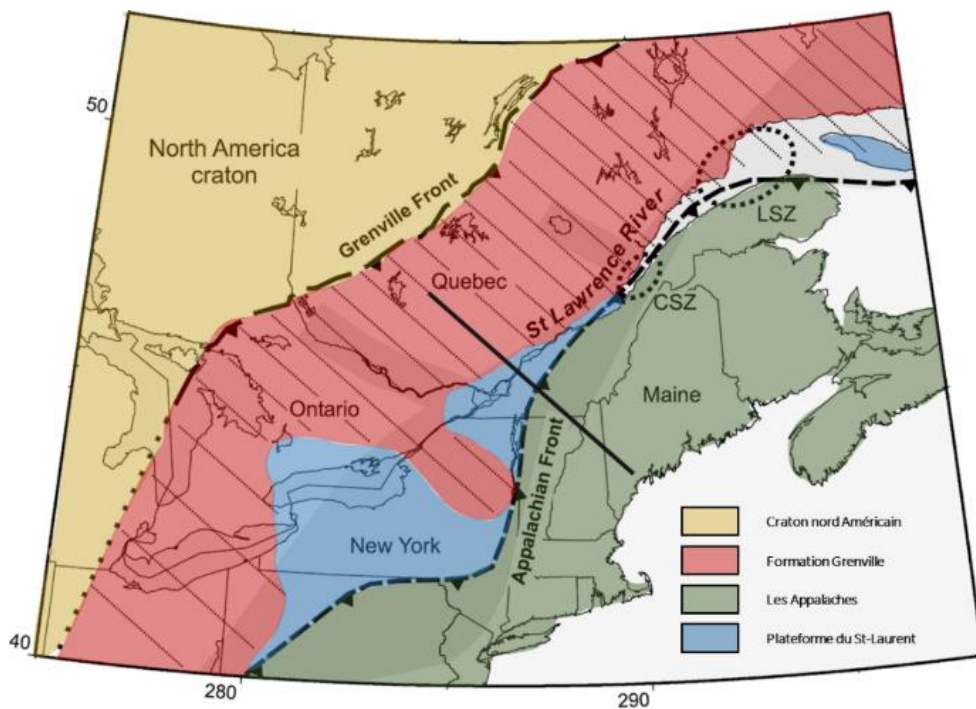 50
North America
craton
Grenville Front
LSZ
St Lawrence River
Quebec
CSZ
Maine
Ontario
Appalachian Front
New York
Craton nord Américain
Formation Grenville
Les Appalaches
Plateforme du St-Laurent
40
280
290